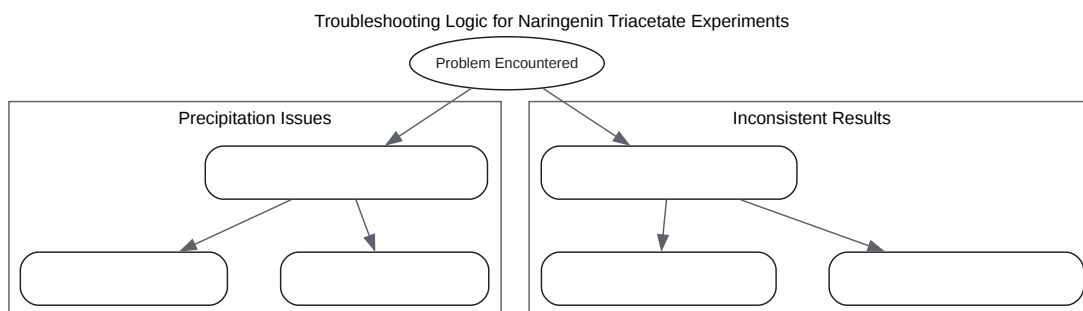 Troubleshooting Logic for Naringenin Triacetate Experiments
Problem Encountered
Precipitation Issues
Inconsistent Results